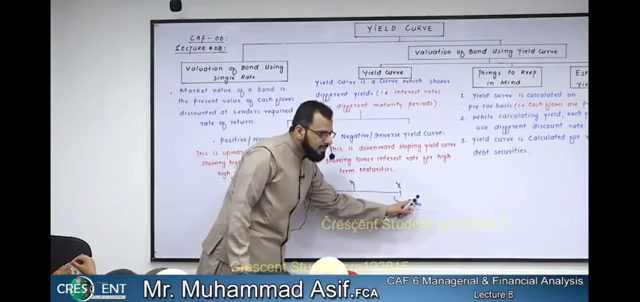 CAF-06
Lecture #08
YIELD CURVE
Valuation of Bond Using Yield Curve
Valuation of Bond Using
Single Rate
Market value of a bond is
the present value of cash flows
discounted at Lenders required
rate of return.
Yield Curve
Yield Curve is a curve which shows
different yields (i.e interest rates
different maturity periods)
Positive/
This is
showing
high
Negative/Inverse Yield Curve:
This is downward sloping yield curve
showing lower interest rate for high
term Maturities.
Things to Keep in
Mind
1. Yield curve is calculated on
Pre tax basis (i.e Cash flows are
2. While calculating yield, each
use different discount rate
3. Yield curve is calculated for
debt securities.
Crescent
Crescent
CRESCENT
Mr. Muhammad Asif, FCA
CAF 6 Managerial & Financial Analysis
Lecture 8